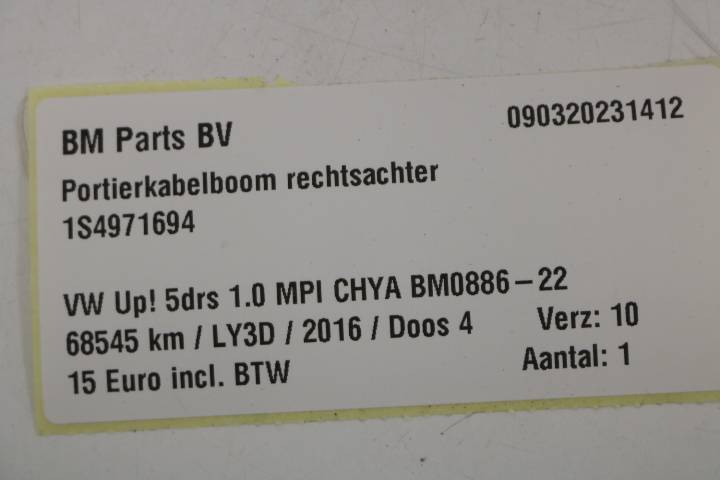 BM Parts BV 090320231412
Portierkabelboom rechtsachter
1S4971694
VW Up! 5drs 1.0 MPI CHYA BM0886-22
68545 km / LY3D / 2016 / Doos 4 Verz: 10
15 Euro incl. BTW Aantal: 1